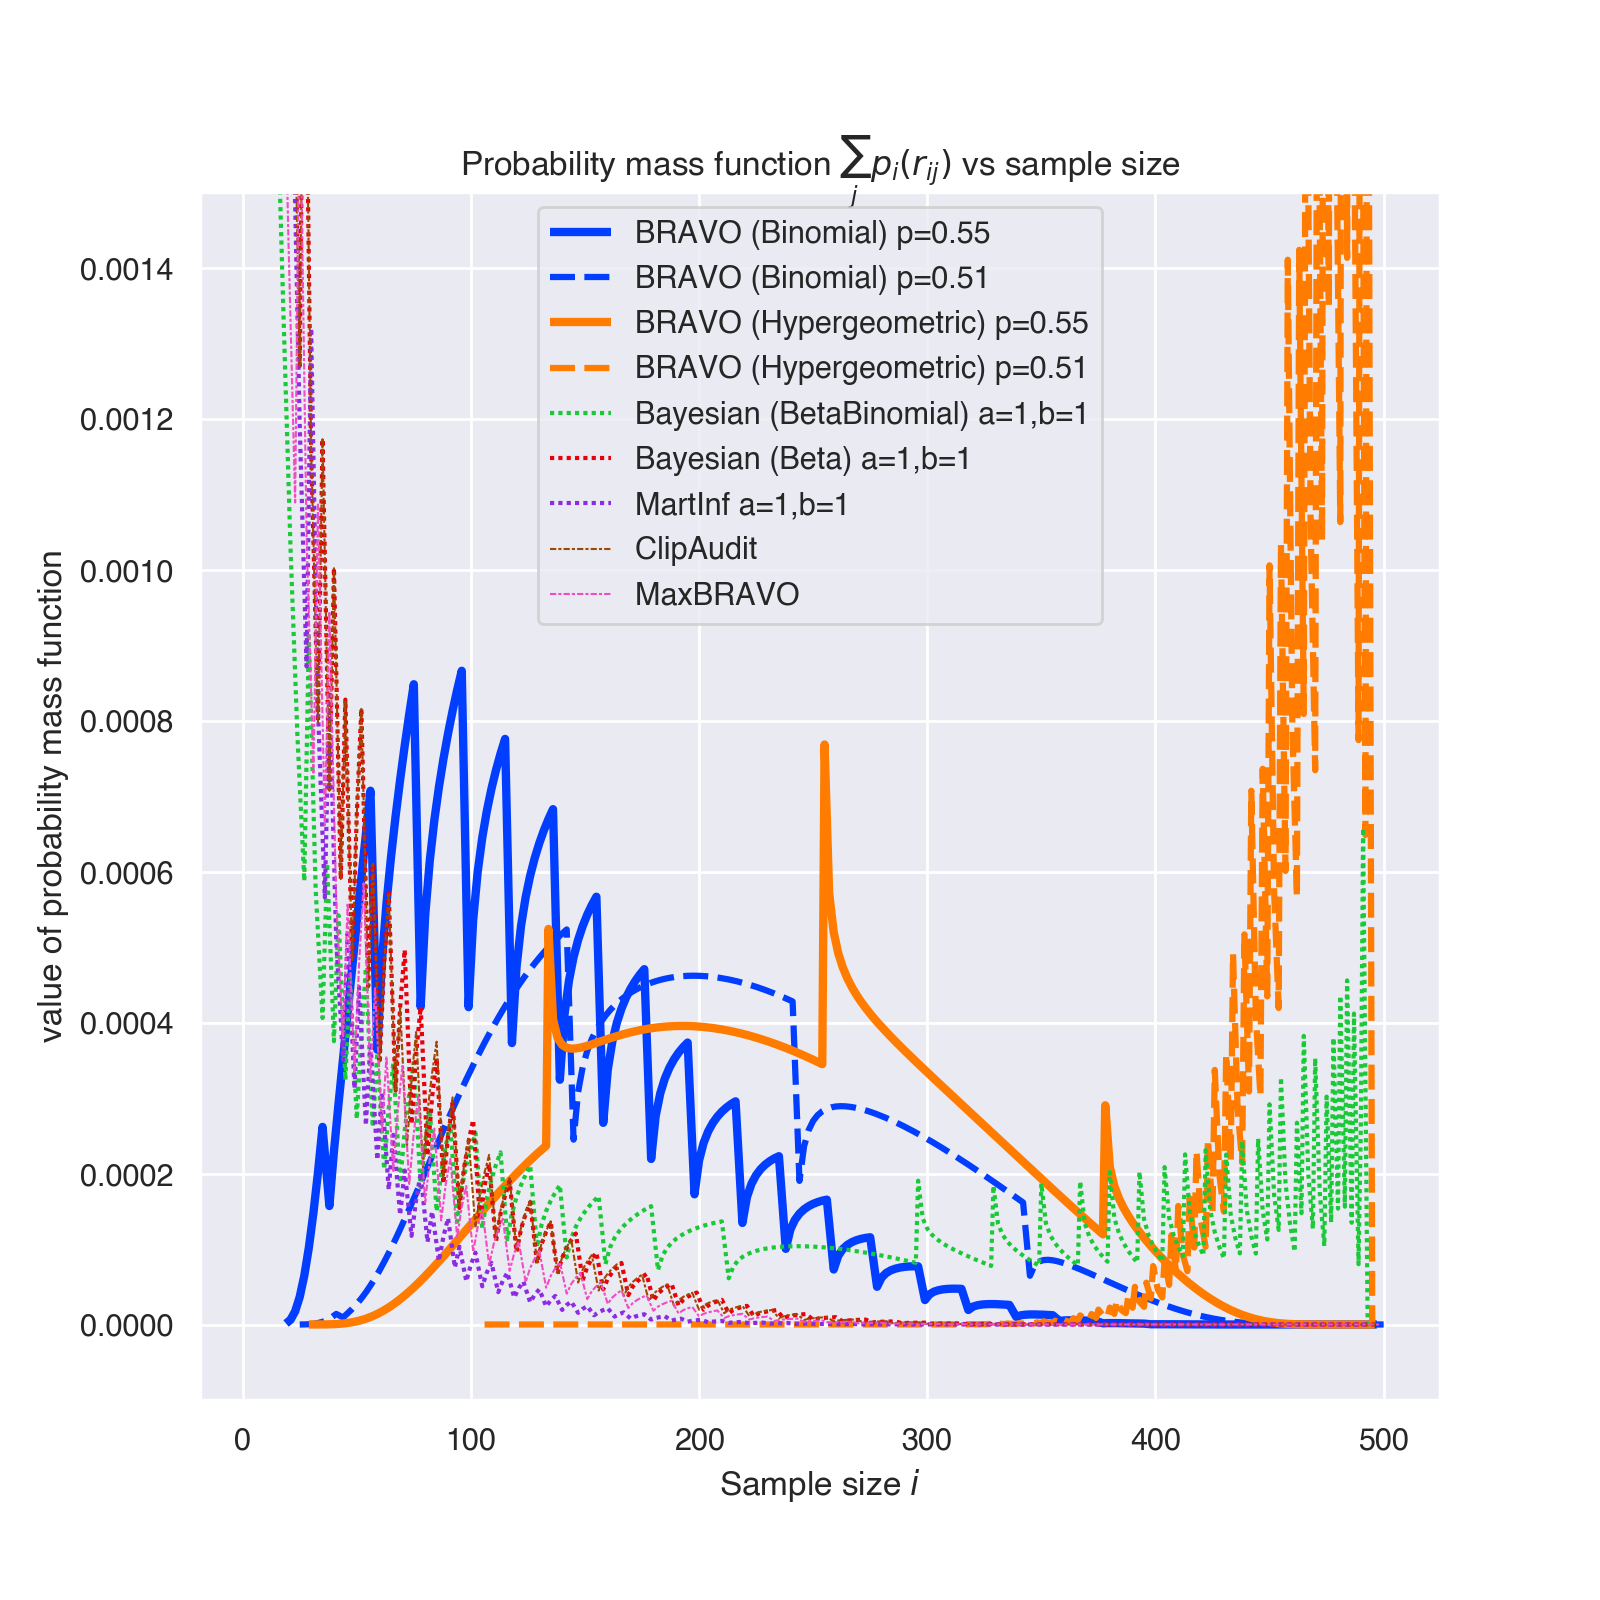 Probability mass function ∑ p_i(r_ij) vs sample size
j
BRAVO (Binomial) p=0.55
BRAVO (Binomial) p=0.51
BRAVO (Hypergeometric) p=0.55
BRAVO (Hypergeometric) p=0.51
Bayesian (BetaBinomial) a=1,b=1
Bayesian (Beta) a=1,b=1
MartInf a=1,b=1
ClipAudit
MaxBRAVO
value of probability mass function
0.0014
0.0012
0.0010
0.0008
0.0006
0.0004
0.0002
0.0000
0 100 200 300 400 500
Sample size i